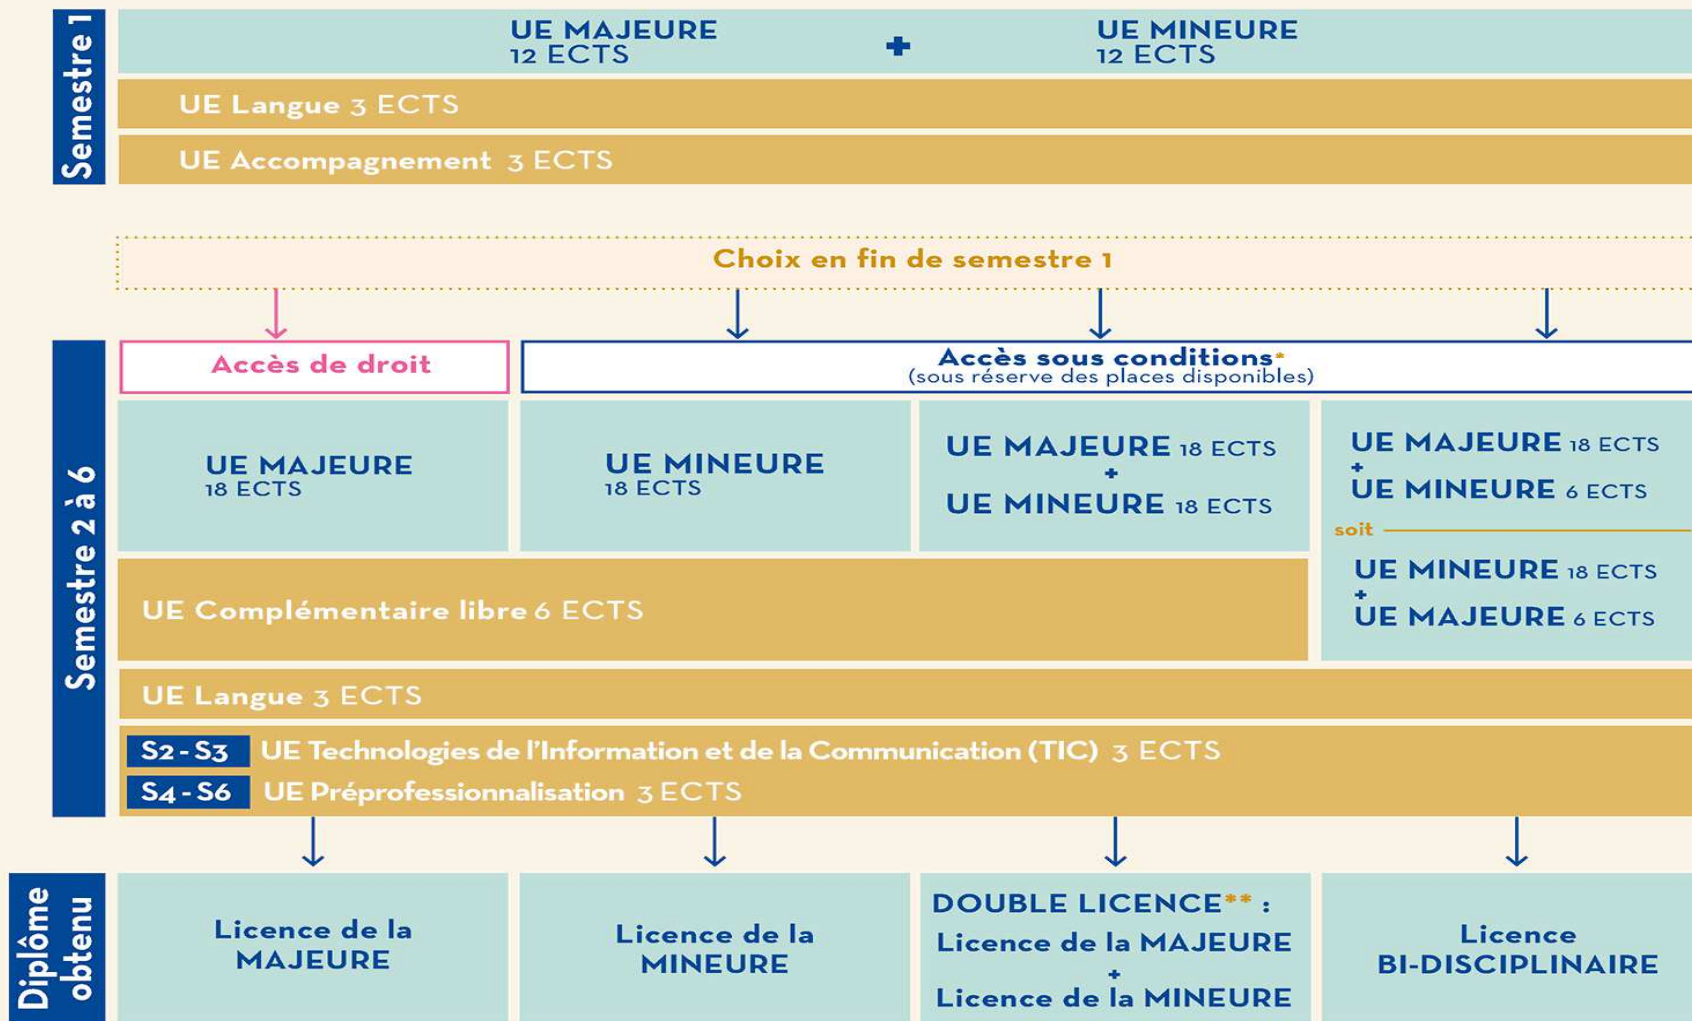 Semestre 1
UE MAJEURE
12 ECTS
+
UE MINEURE
12 ECTS
UE Langue 3 ECTS
UE Accompagnement 3 ECTS
Choix en fin de semestre 1
Semestre 2 à 6
Accès de droit
Accès sous conditions*
(sous réserve des places disponibles)
UE MAJEURE
18 ECTS
UE MINEURE
18 ECTS
UE MAJEURE 18 ECTS
+
UE MINEURE 18 ECTS
UE MAJEURE 18 ECTS
+
UE MINEURE 6 ECTS
soit
UE MINEURE 18 ECTS
+
UE MAJEURE 6 ECTS
UE Complémentaire libre 6 ECTS
UE Langue 3 ECTS
S2 - S3 UE Technologies de l'Information et de la Communication (TIC) 3 ECTS
S4 - S6 UE Préprofessionnalisation 3 ECTS
Diplôme
obtenu
Licence de la
MAJEURE
Licence de la
MINEURE
DOUBLE LICENCE** :
Licence de la MAJEURE
+
Licence de la MINEURE
Licence
BI-DISCIPLINAIRE